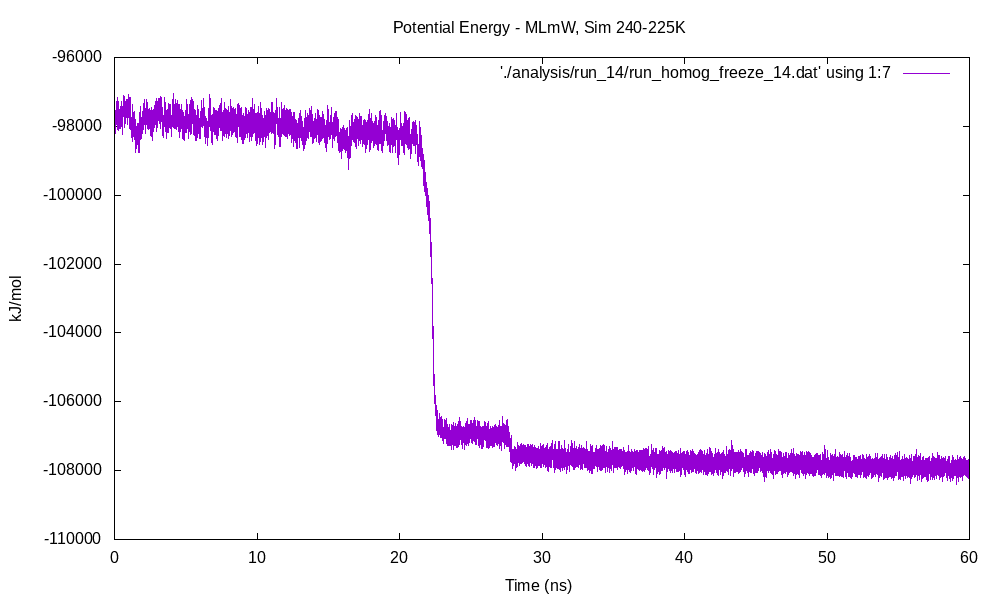 Potential Energy - MLmW, Sim 240-225K
'./analysis/run_14/run_homog_freeze_14.dat' using 1:7
-96000
-98000
-100000
-102000
-104000
-106000
-108000
-110000
kJ/mol
0 10 20 30 40 50 60
Time (ns)